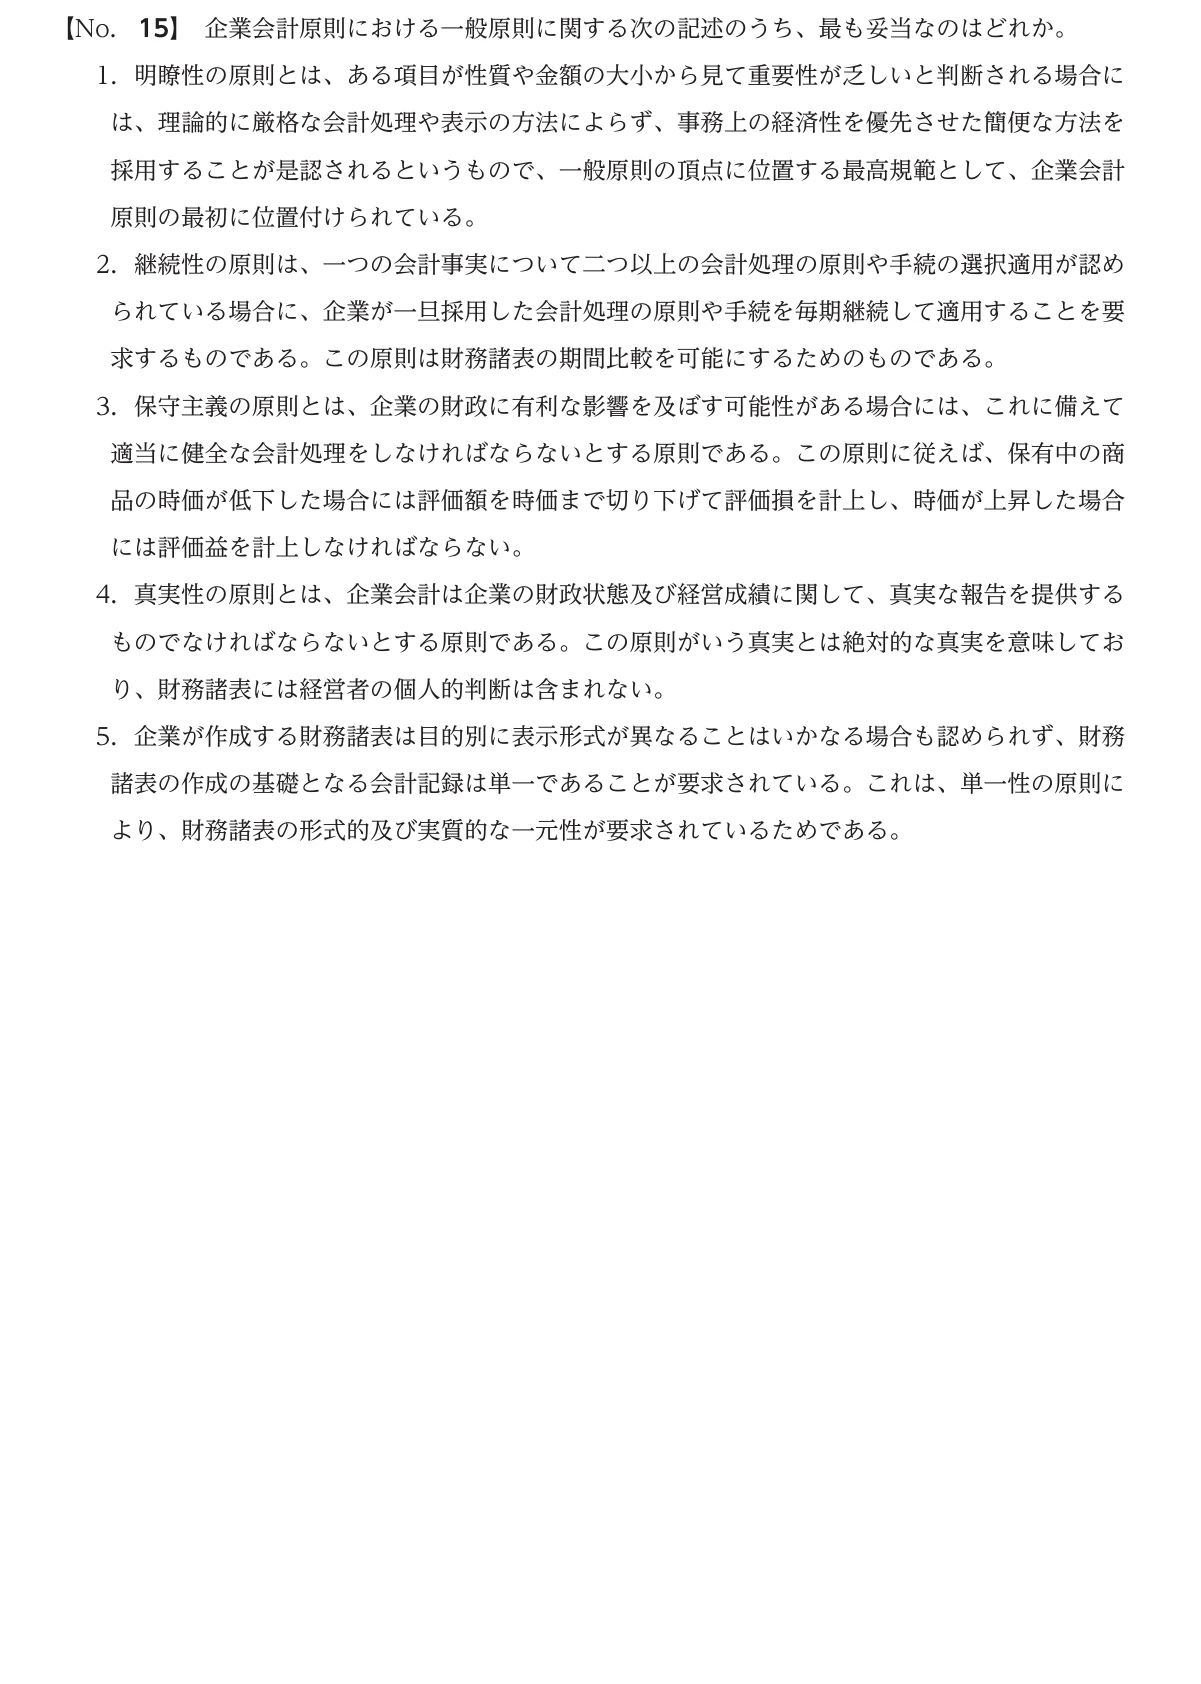 【No. 15】 企業会計原則における一般原則に関する次の記述のうち、最も妥当なのはどれか。
1. 明瞭性の原則とは、ある項目が性質や金額の大小から見て重要性が乏しいと判断される場合に
は、理論的に厳格な会計処理や表示の方法によらず、事務上の経済性を優先させた簡便な方法を
採用することが是認されるというもので、一般原則の頂点に位置する最高規範として、企業会計
原則の最初に位置付けられている。
2. 継続性の原則は、一つの会計事実について二つ以上の会計処理の原則や手続の選択適用が認め
られている場合に、企業が一旦採用した会計処理の原則や手続を毎期継続して適用することを要
求するものである。この原則は財務諸表の期間比較を可能にするためのものである。
3. 保守主義の原則とは、企業の財政に有利な影響を及ぼす可能性がある場合には、これに備えて
適当に健全な会計処理をしなければならないとする原則である。この原則に従えば、保有中の商
品の時価が低下した場合には評価額を時価まで切り下げて評価損を計上し、時価が上昇した場合
には評価益を計上しなければならない。
4. 真実性の原則とは、企業会計は企業の財政状態及び経営成績に関して、真実な報告を提供する
ものでなければならないとする原則である。この原則がいう真実とは絶対的な真実を意味してお
り、財務諸表には経営者の個人的判断は含まれない。
5. 企業が作成する財務諸表は目的別に表示形式が異なることはいかなる場合も認められず、財務
諸表の作成の基礎となる会計記録は単一であることが要求されている。これは、単一性の原則に
より、財務諸表の形式的及び実質的な一元性が要求されているためである。